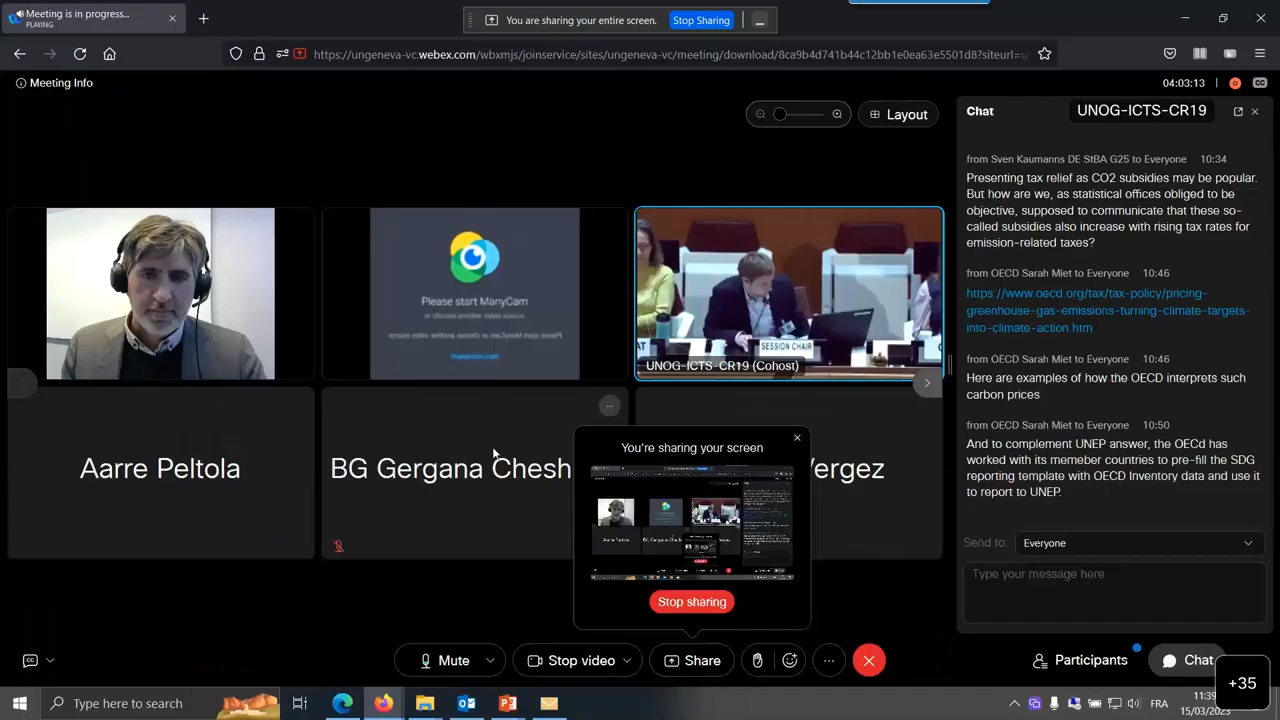 Meeting is in progress...
PLAYING
You are sharing your entire screen.
Stop Sharing
https://ungeneva-vc.webex.com/wbxmjs/joinservice/sites/ungeneva-vc/meeting/download/8ca9b4d741b44c12bb1e0ea63e5501d8?siteurl=u
Meeting Info
04:03:13
CC
Layout
Chat
UNOG-ICTS-CR19
from Sven Kaumanns DE StBA G25 to Everyone 10:34
Presenting tax relief as CO2 subsidies may be popular.
But how are we, as statistical offices obliged to be
objective, supposed to communicate that these so-
called subsidies also increase with rising tax rates for
emission-related taxes?
from OECD Sarah Miet to Everyone 10:46
https://www.oecd.org/tax/tax-policy/pricing-
greenhouse-gas-emissions-turning-climate-targets-
into-climate-action.htm
from OECD Sarah Miet to Everyone 10:46
Here are examples of how the OECD interprets such
carbon prices
from OECD Sarah Miet to Everyone 10:50
And to complement UNEP answer, the OECd has
worked with its memeber countries to pre-fill the SDG
reporting template with OECD Inventory data and use it
to report to UNEP.
Please start ManyCam
or choose another video source
manycam.com
SESSION CHAIR
UNOG-ICTS-CR19 (Cohost)
Aarre Peltola
BG Gergana Chesh
Vergez
You're sharing your screen
Stop sharing
Send to: Everyone
Type your message here
Mute
Stop video
Share
Participants
Chat
+35
Type here to search
FRA
11:39
15/03/2023